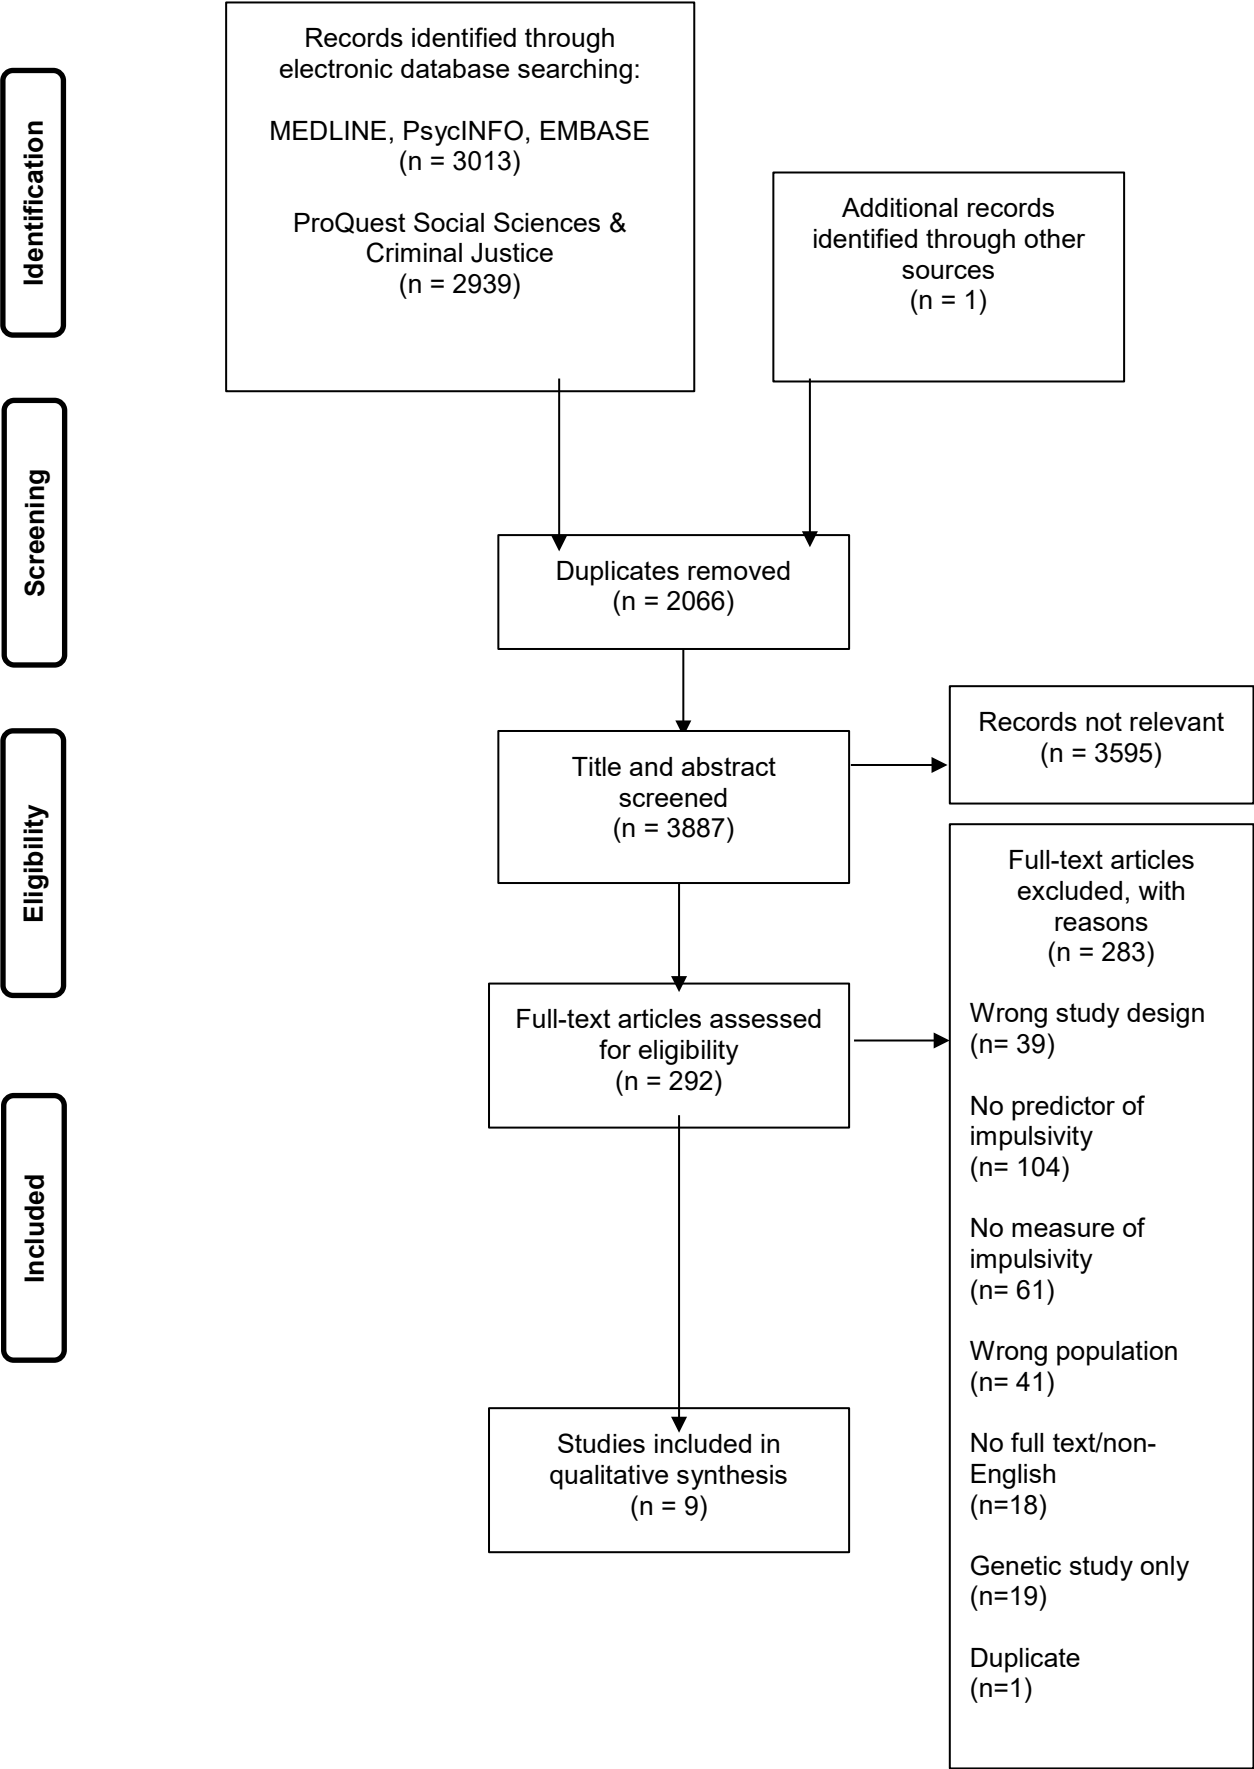 Identification
Records identified through
electronic database searching:
MEDLINE, PsycINFO, EMBASE
(n = 3013)
ProQuest Social Sciences &
Criminal Justice
(n = 2939)
Additional records
identified through other
sources
(n = 1)
Screening
Duplicates removed
(n = 2066)
Title and abstract
screened
(n = 3887)
Records not relevant
(n = 3595)
Eligibility
Full-text articles assessed
for eligibility
(n = 292)
Full-text articles
excluded, with
reasons
(n = 283)
Wrong study design
(n= 39)
No predictor of
impulsivity
(n= 104)
No measure of
impulsivity
(n= 61)
Wrong population
(n= 41)
No full text/non-
English
(n=18)
Genetic study only
(n=19)
Duplicate
(n=1)
Included
Studies included in
qualitative synthesis
(n = 9)